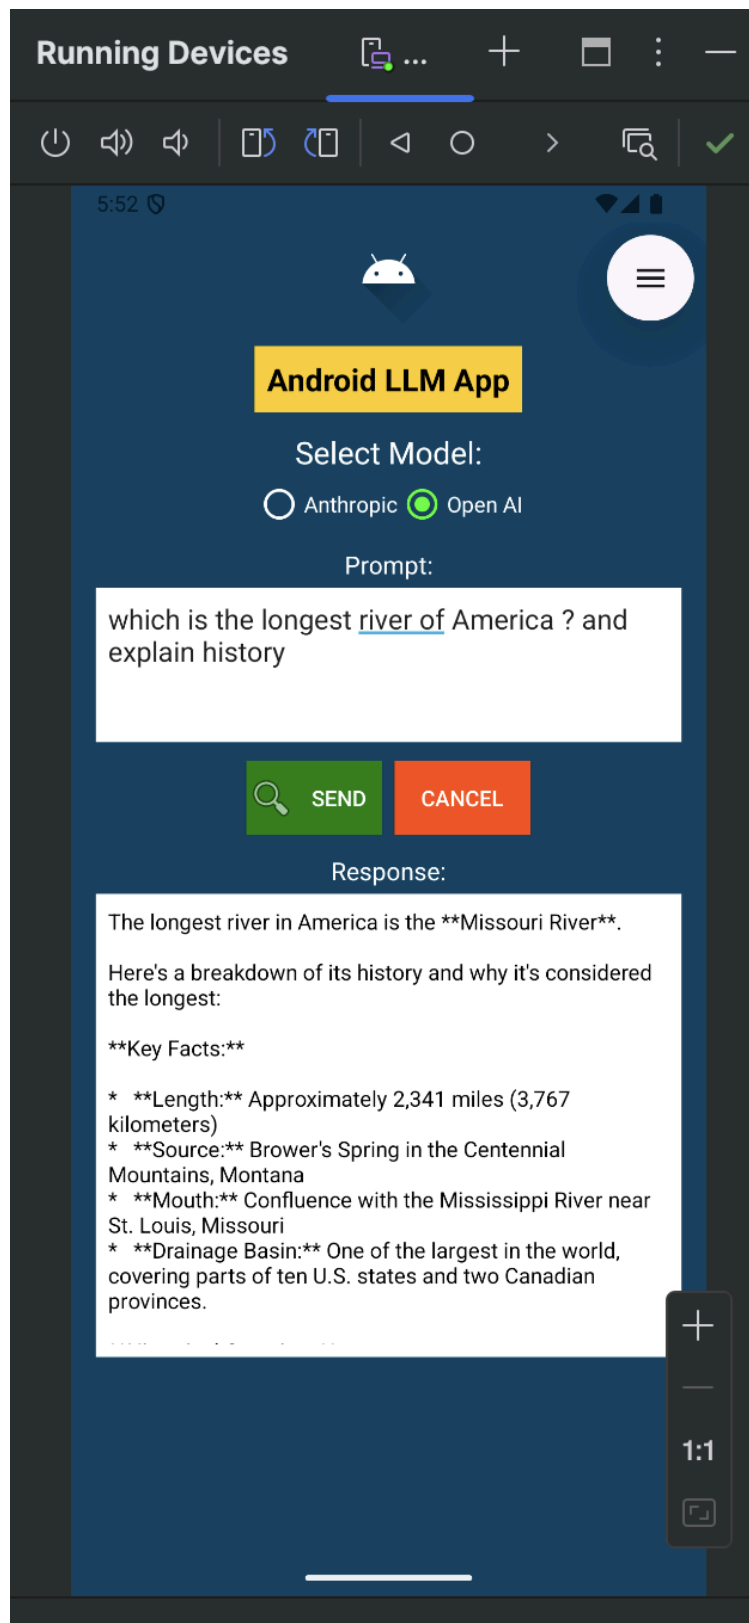 Running Devices
...
5:52
Android LLM App
Select Model:
Anthropic
Open AI
Prompt:
which is the longest river of America ? and
explain history
SEND
CANCEL
Response:
The longest river in America is the **Missouri River**.
Here's a breakdown of its history and why it's considered
the longest:
**Key Facts:**
*   **Length:** Approximately 2,341 miles (3,767
kilometers)
*   **Source:** Brower's Spring in the Centennial
Mountains, Montana
*   **Mouth:** Confluence with the Mississippi River near
St. Louis, Missouri
*   **Drainage Basin:** One of the largest in the world,
covering parts of ten U.S. states and two Canadian
provinces.
1:1